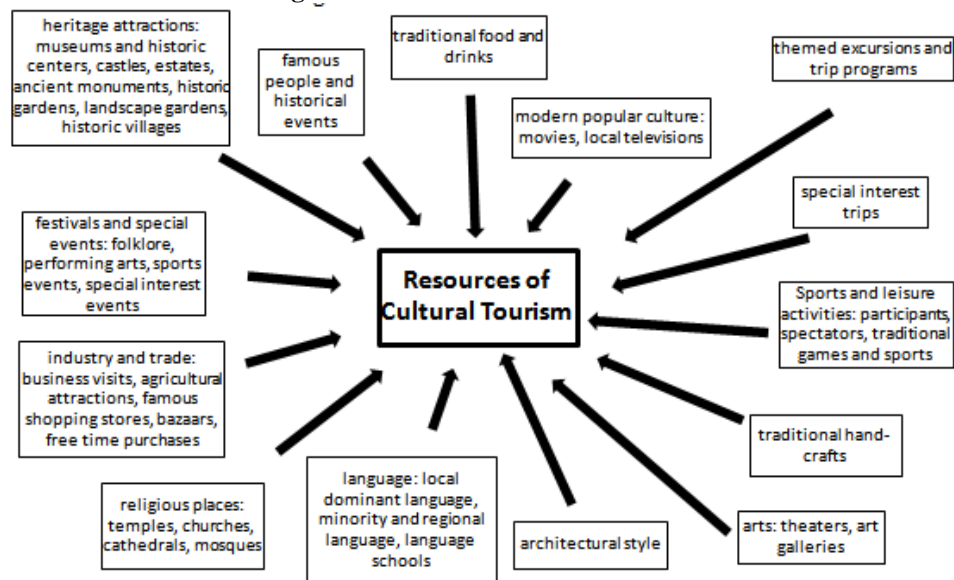 heritage attractions:
museums and historic
centers, castles, estates,
ancient monuments, historic
gardens, landscape gardens,
historic villages
famous
people and
historical
events
traditional food and
drinks
modern popular culture:
movies, local televisions
themed excursions and
trip programs
special interest
trips
festivals and special
events: folklore,
performing arts, sports
events, special interest
events
Resources of
Cultural Tourism
Sports and leisure
activities: participants,
spectators, traditional
games and sports
industry and trade:
business visits, agricultural
attractions, famous
shopping stores, bazaars,
free time purchases
traditional hand-
crafts
religious places:
temples, churches,
cathedrals, mosques
language: local
dominant language,
minority and regional
language, language
schools
architectural style
arts: theaters, art
galleries